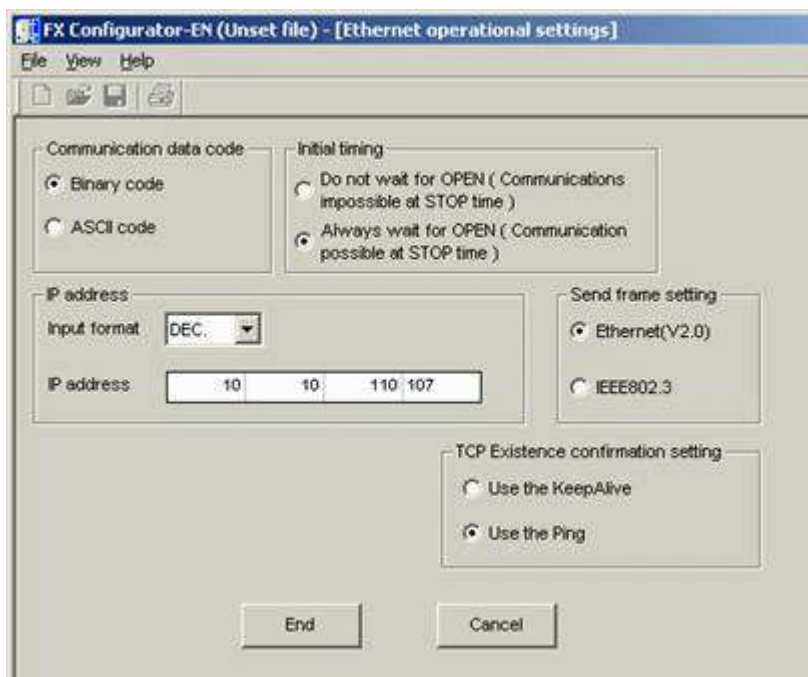 FX Configurator-EN (Unset file) - [Ethernet operational settings]
File View Help
Communication data code
Binary code
ASCII code
Initial timing
Do not wait for OPEN ( Communications
impossible at STOP time )
Always wait for OPEN ( Communication
possible at STOP time )
IP address
Input format DEC.
IP address 10 10 110 107
Send frame setting
Ethernet(V2.0)
IEEE802.3
TCP Existence confirmation setting
Use the KeepAlive
Use the Ping
End Cancel